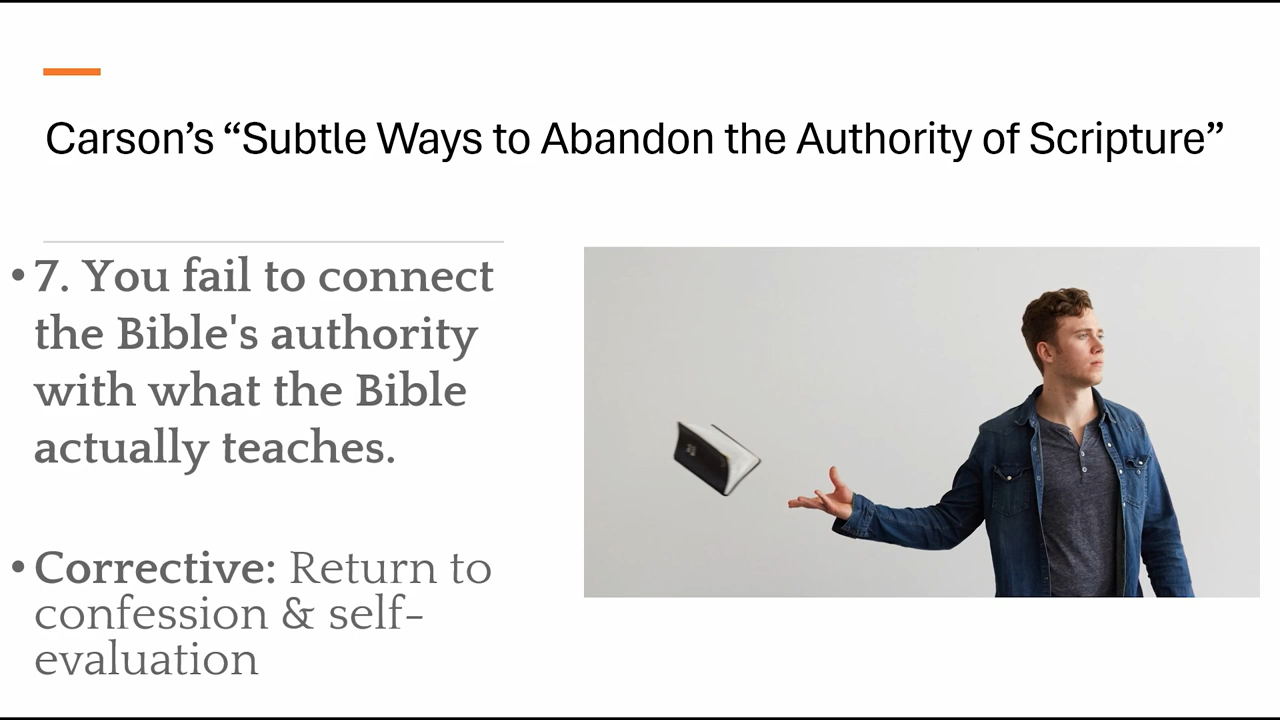 Carson’s “Subtle Ways to Abandon the Authority of Scripture”
• 7. You fail to connect
the Bible's authority
with what the Bible
actually teaches.
• Corrective: Return to
confession & self-
evaluation